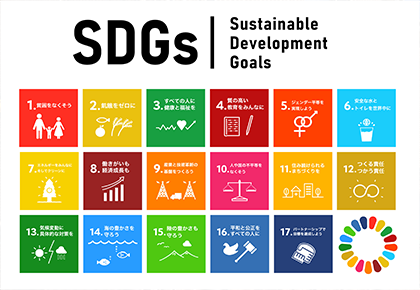 SDGs
Sustainable
Development
Goals
1. 貧困をなくそう
2. 飢餓をゼロに
3. すべての人に
健康と福祉を
4. 質の高い
教育をみんなに
5. ジェンダー平等を
実現しよう
6. 安全な水と
トイレを世界中に
7. エネルギーをみんなに
そしてクリーンに
8. 働きがいも
経済成長も
9. 産業と技術革新の
基盤をつくろう
10. 人や国の不平等を
なくそう
11. 住み続けられる
まちづくりを
12. つくる責任
つかう責任
13. 気候変動に
具体的な対策を
14. 海の豊かさを
守ろう
15. 陸の豊かさも
守ろう
16. 平和と公正を
すべての人に
17. パートナーシップで
目標を達成しよう